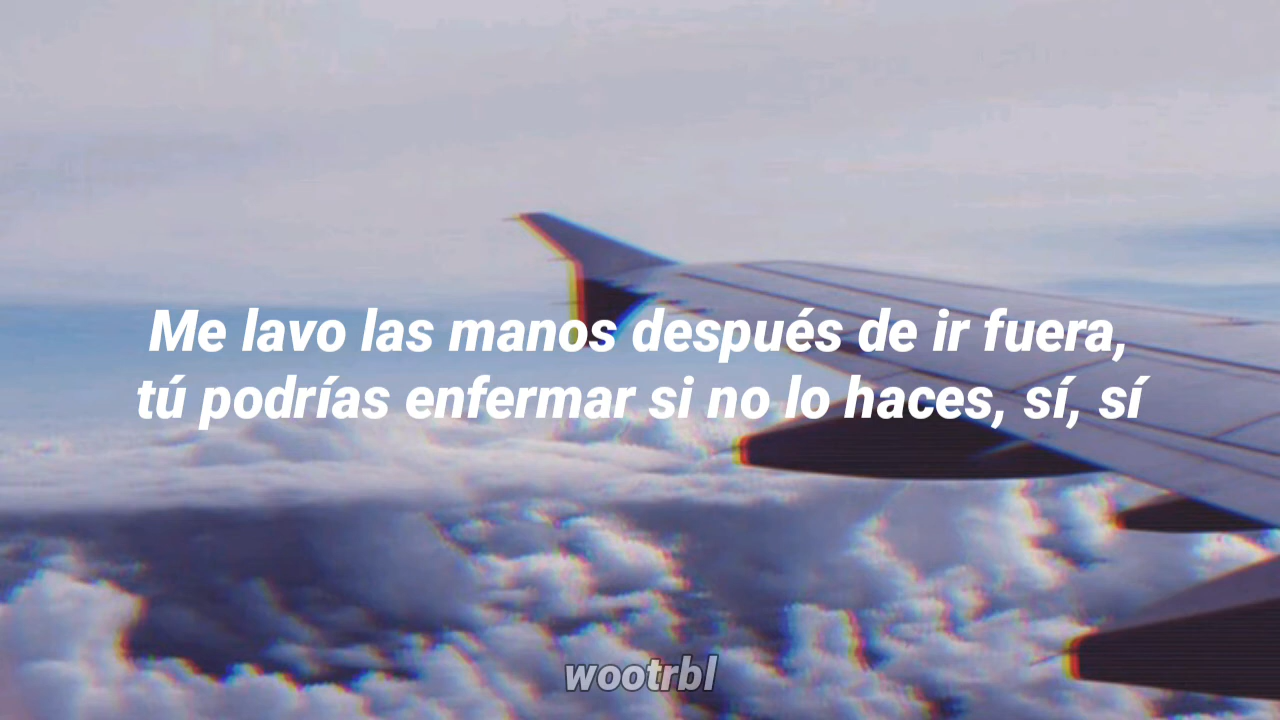 Me lavo las manos después de ir fuera,
tú podrías enfermar si no lo haces, sí, sí
wootrbl